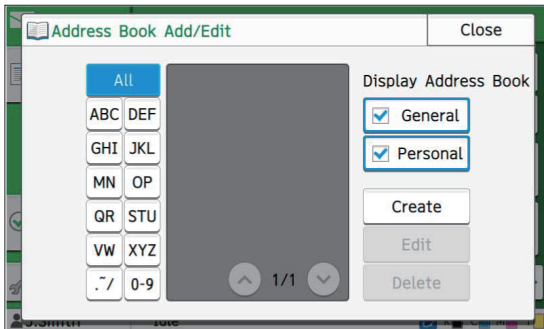 Address Book Add/Edit
Close
All
ABC DEF
GHI JKL
MN OP
QR STU
VW XYZ
.~/ 0-9
1/1
Display Address Book
General
Personal
Create
Edit
Delete
J.Smith Idle